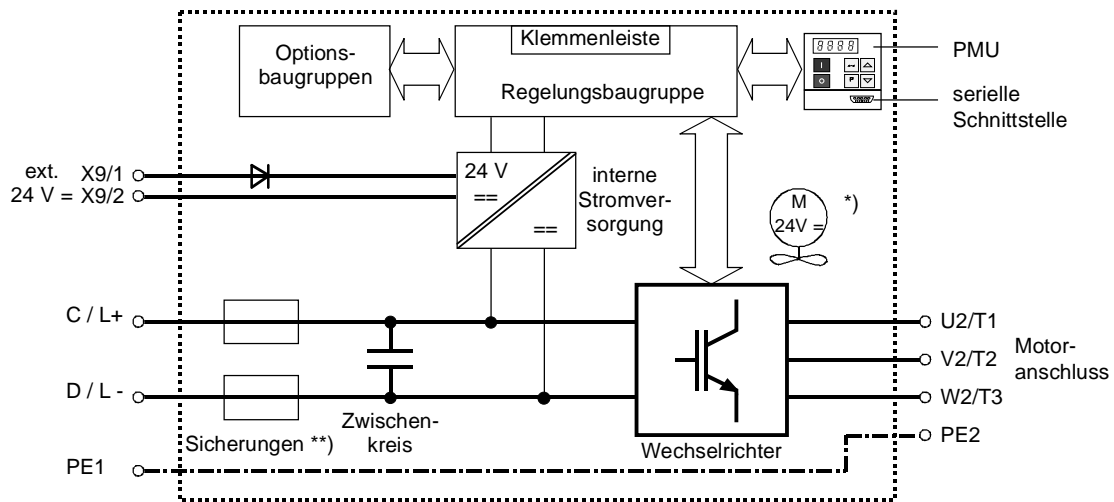 Options-
baugruppen
Klemmenleiste
Regelungsbaugruppe
8888
I
O
P
PMU
serielle
Schnittstelle
ext. X9/1
24 V = X9/2
24 V
==
==
interne
Stromver-
sorgung
M
24V =
*)
C / L+
D / L -
Sicherungen **)
Zwischen-
kreis
Wechselrichter
U2/T1
V2/T2
W2/T3
Motor-
anschluss
PE1
PE2